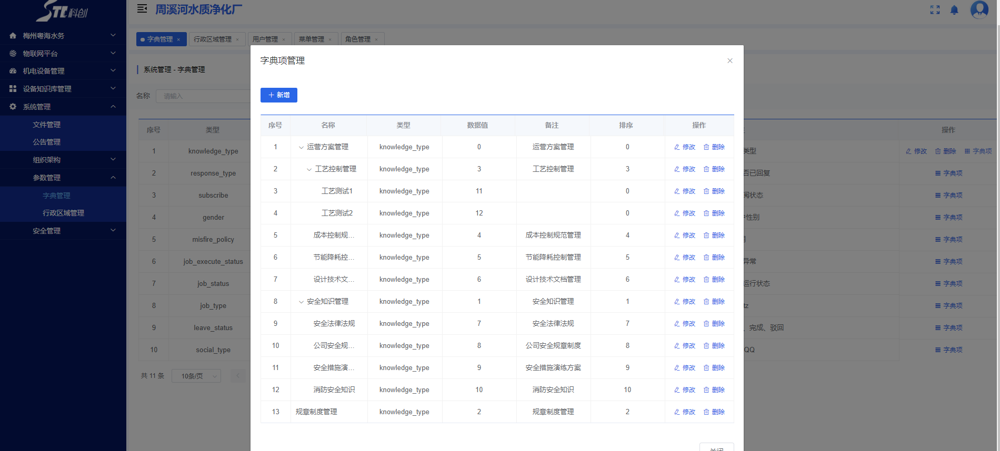 STL科创
周溪河水质净化厂
梅州粤海水务
物联网平台
机电设备管理
设备知识库管理
系统管理
文件管理
公告管理
组织架构
参数管理
字典管理
行政区域管理
安全管理
字典管理 × 行政区域管理 × 用户管理 × 菜单管理 × 角色管理 ×
系统管理 - 字典管理
名称 请输入
序号 类型 操作
1 knowledge_type 类型 修改 删除 字典项
2 response_type 否已回复 字典项
3 subscribe 阅状态 字典项
4 gender 性别 字典项
5 misfire_policy 字典项
6 job_execute_status 异常 字典项
7 job_status 运行状态 字典项
8 job_type tz 字典项
9 leave_status 、完成、驳回 字典项
10 social_type QQ 字典项
共 11 条 10条/页
字典项管理
新增
序号 名称 类型 数据值 备注 排序 操作
1 运营方案管理 knowledge_type 0 运营方案管理 0 修改 删除
2 工艺控制管理 knowledge_type 3 工艺控制管理 3 修改 删除
3 工艺测试1 knowledge_type 11 0 修改 删除
4 工艺测试2 knowledge_type 12 0 修改 删除
5 成本控制规... knowledge_type 4 成本控制规范管理 4 修改 删除
6 节能降耗控... knowledge_type 5 节能降耗控制管理 5 修改 删除
7 设计技术文... knowledge_type 6 设计技术文档管理 6 修改 删除
8 安全知识管理 knowledge_type 1 安全知识管理 1 修改 删除
9 安全法律法规 knowledge_type 7 安全法律法规 7 修改 删除
10 公司安全规... knowledge_type 8 公司安全规章制度 8 修改 删除
11 安全措施演... knowledge_type 9 安全措施演练方案 9 修改 删除
12 消防安全知识 knowledge_type 10 消防安全知识 10 修改 删除
13 规章制度管理 knowledge_type 2 规章制度管理 2 修改 删除
关闭